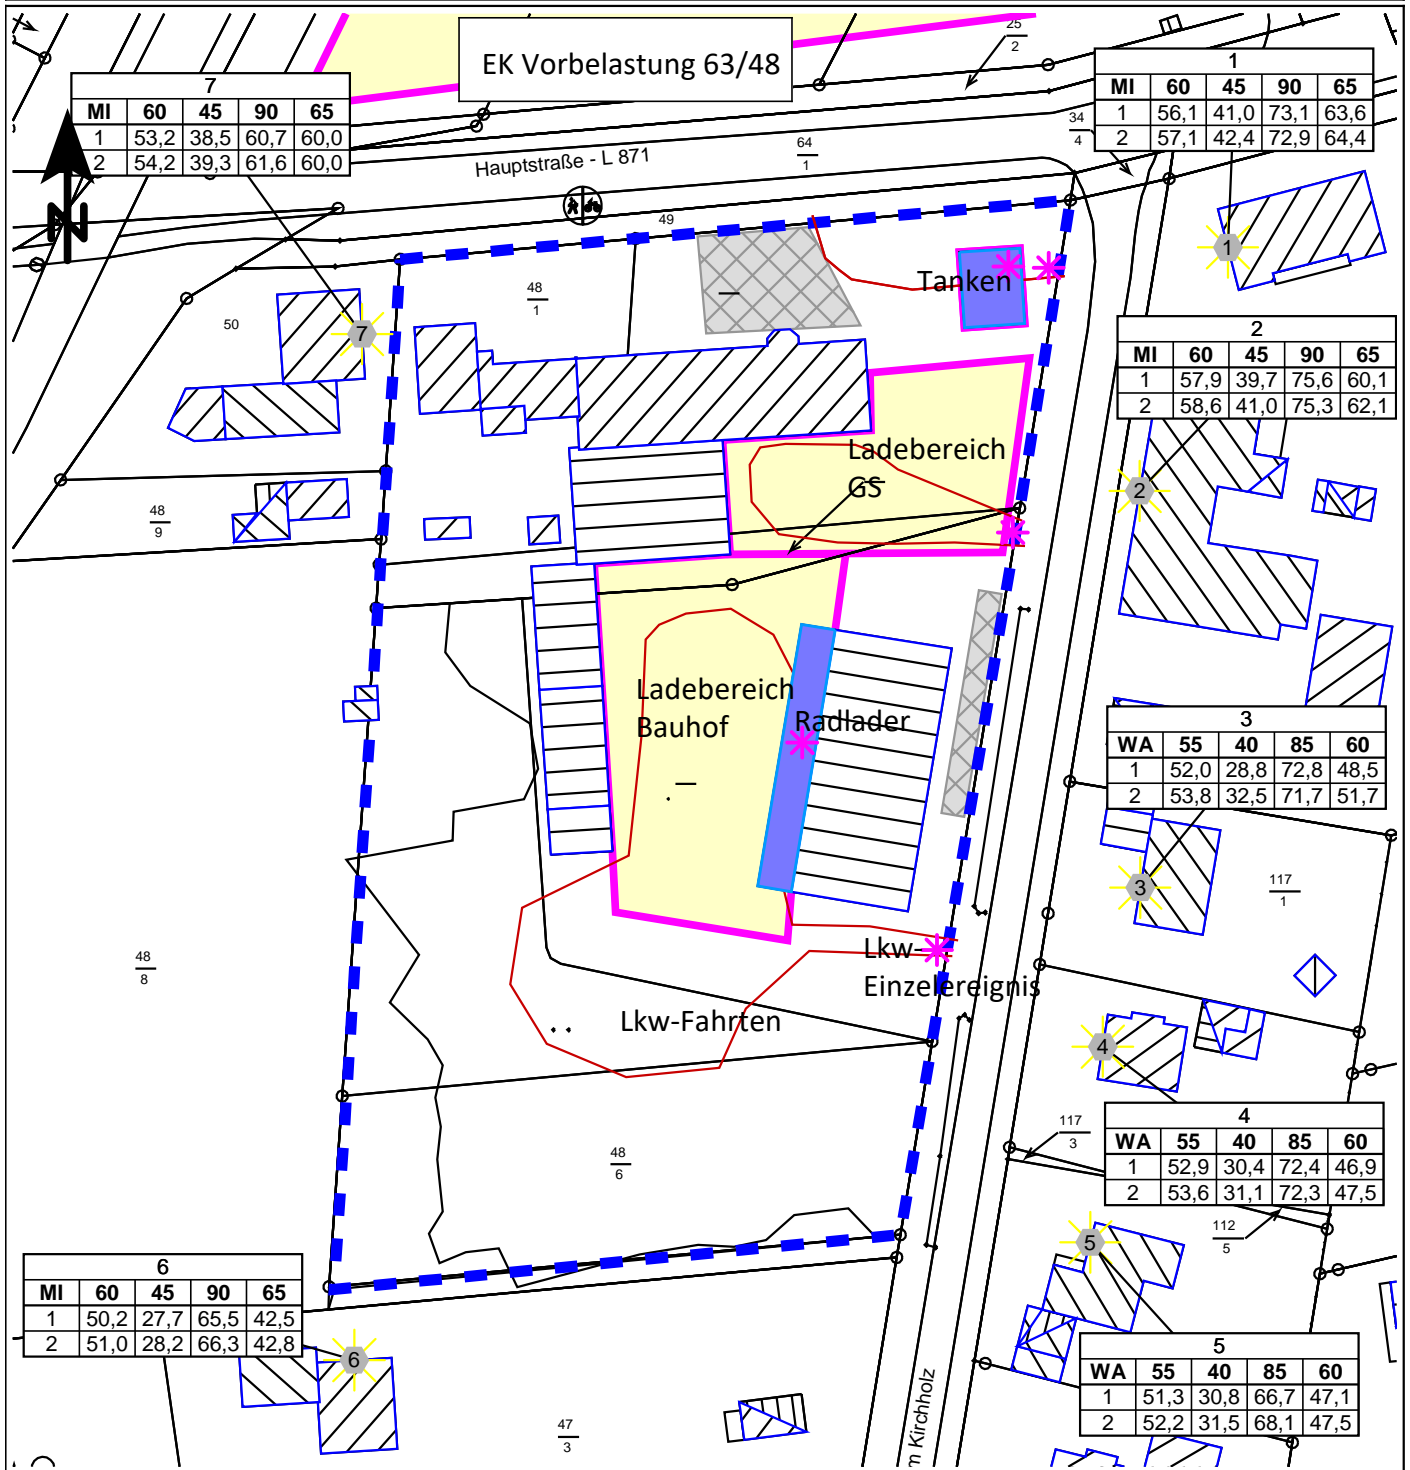 EK Vorbelastung 63/48
25
2
7
MI 60 45 90 65
1 53,2 38,5 60,7 60,0
2 54,2 39,3 61,6 60,0
1
MI 60 45 90 65
1 56,1 41,0 73,1 63,6
2 57,1 42,4 72,9 64,4
34
4
Hauptstraße - L 871
64
1
49
N
1
Tanken
48
1
50
7
2
MI 60 45 90 65
1 57,9 39,7 75,6 60,1
2 58,6 41,0 75,3 62,1
Ladebereich
GS
2
48
9
Ladebereich
Bauhof
Radlader
3
WA 55 40 85 60
1 52,0 28,8 72,8 48,5
2 53,8 32,5 71,7 51,7
3
117
1
48
8
Lkw-
Einzelereignis
Lkw-Fahrten
4
117
3
4
WA 55 40 85 60
1 52,9 30,4 72,4 46,9
2 53,6 31,1 72,3 47,5
48
6
112
5
5
6
MI 60 45 90 65
1 50,2 27,7 65,5 42,5
2 51,0 28,2 66,3 42,8
6
5
WA 55 40 85 60
1 51,3 30,8 66,7 47,1
2 52,2 31,5 68,1 47,5
47
3
m Kirchholz